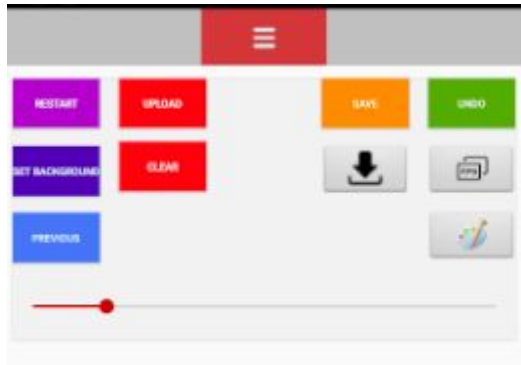 RESTART
UPLOAD
SAVE
UNDO
SET BACKGROUND
CLEAR
PREVIOUS